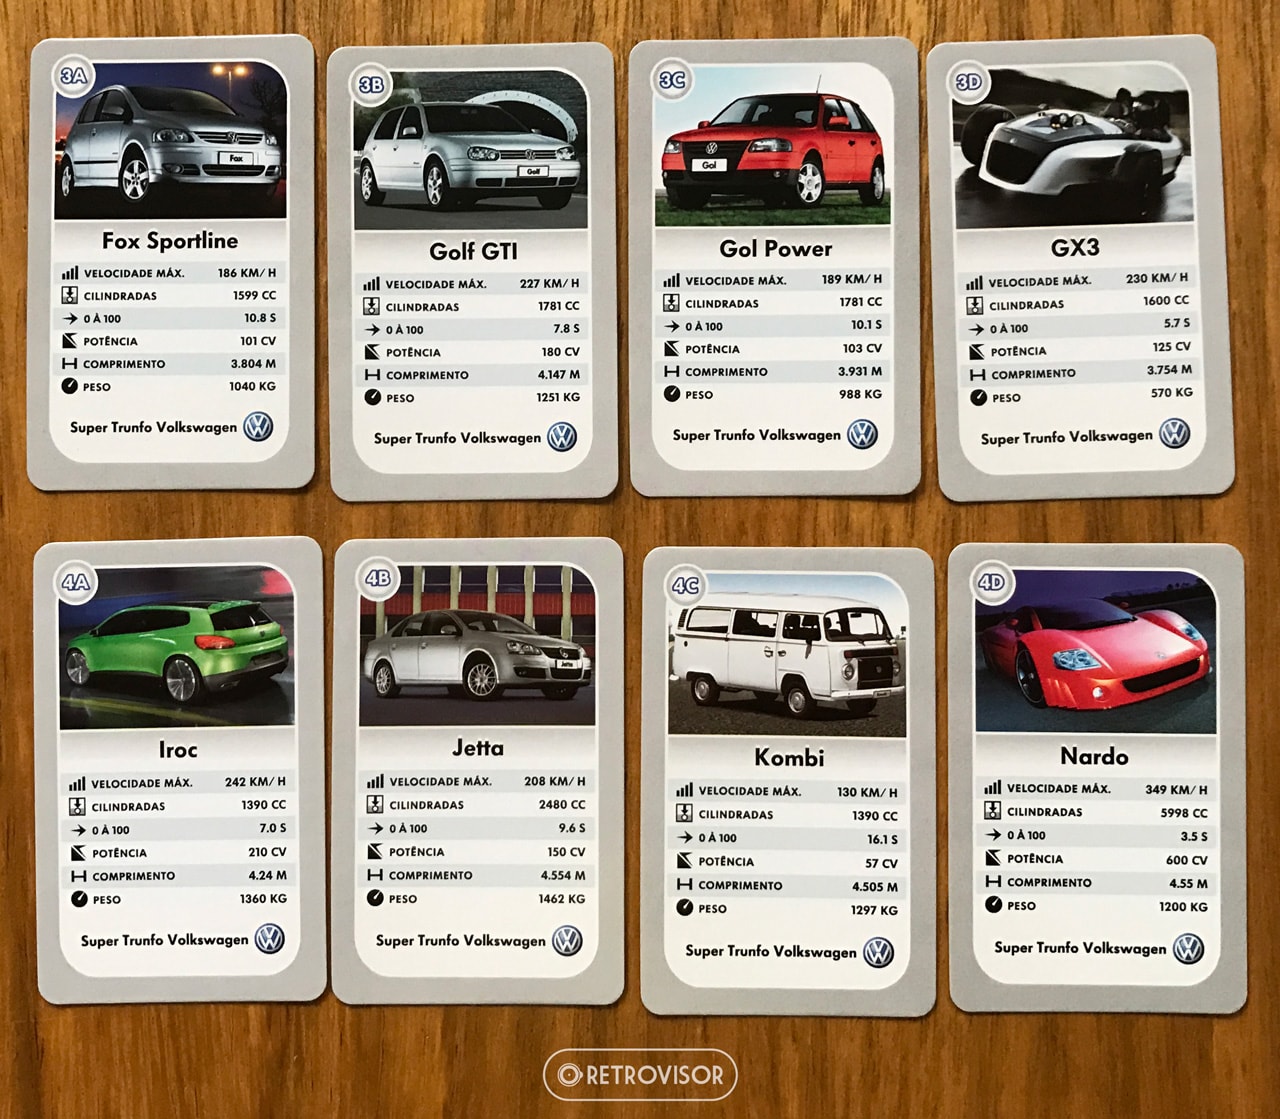 3A
Fox
Fox Sportline
VELOCIDADE MÁX. 186 KM/H
CILINDRADAS 1599 CC
0 À 100 10.8 S
POTÊNCIA 101 CV
COMPRIMENTO 3.804 M
PESO 1040 KG
Super Trunfo Volkswagen
3B
Golf
Golf GTI
VELOCIDADE MÁX. 227 KM/H
CILINDRADAS 1781 CC
0 À 100 7.8 S
POTÊNCIA 180 CV
COMPRIMENTO 4.147 M
PESO 1251 KG
Super Trunfo Volkswagen
3C
Gol
Gol Power
VELOCIDADE MÁX. 189 KM/H
CILINDRADAS 1781 CC
0 À 100 10.1 S
POTÊNCIA 103 CV
COMPRIMENTO 3.931 M
PESO 988 KG
Super Trunfo Volkswagen
3D
GX3
VELOCIDADE MÁX. 230 KM/H
CILINDRADAS 1600 CC
0 À 100 5.7 S
POTÊNCIA 125 CV
COMPRIMENTO 3.754 M
PESO 570 KG
Super Trunfo Volkswagen
4A
Iroc
VELOCIDADE MÁX. 242 KM/H
CILINDRADAS 1390 CC
0 À 100 7.0 S
POTÊNCIA 210 CV
COMPRIMENTO 4.24 M
PESO 1360 KG
Super Trunfo Volkswagen
4B
Jetta
Jetta
VELOCIDADE MÁX. 208 KM/H
CILINDRADAS 2480 CC
0 À 100 9.6 S
POTÊNCIA 150 CV
COMPRIMENTO 4.554 M
PESO 1462 KG
Super Trunfo Volkswagen
4C
Kombi
VELOCIDADE MÁX. 130 KM/H
CILINDRADAS 1390 CC
0 À 100 16.1 S
POTÊNCIA 57 CV
COMPRIMENTO 4.505 M
PESO 1297 KG
Super Trunfo Volkswagen
4D
Nardo
VELOCIDADE MÁX. 349 KM/H
CILINDRADAS 5998 CC
0 À 100 3.5 S
POTÊNCIA 600 CV
COMPRIMENTO 4.55 M
PESO 1200 KG
Super Trunfo Volkswagen
RETROVISOR